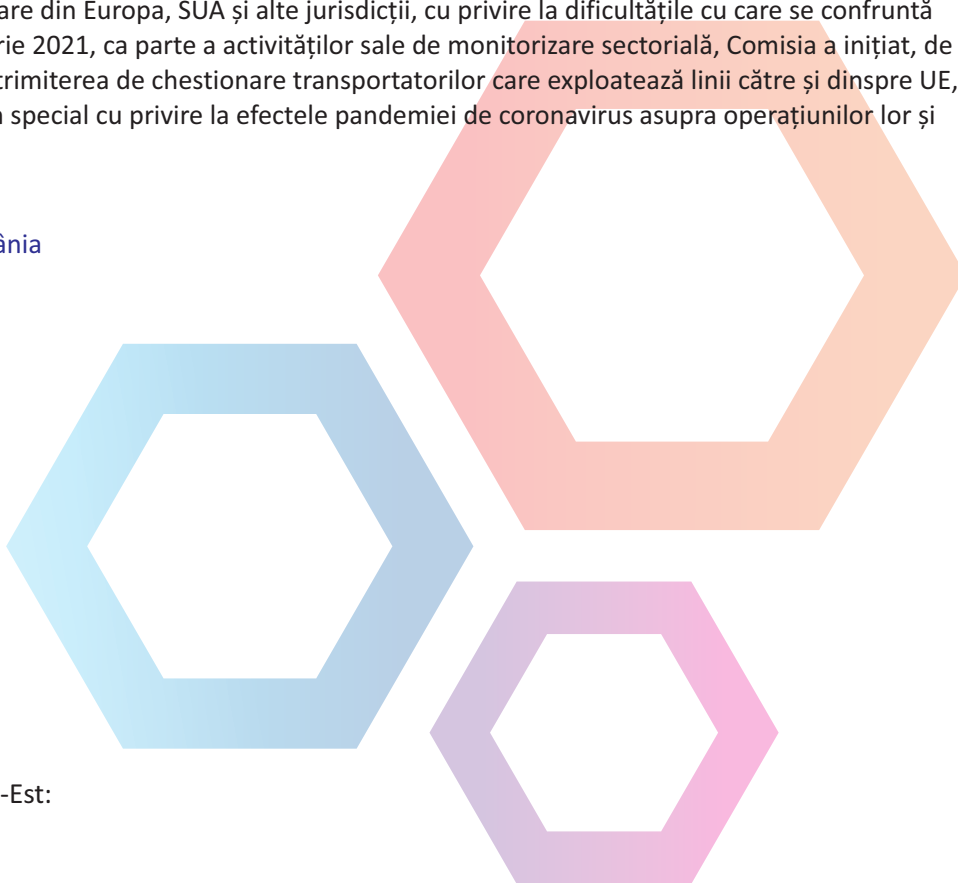 are din Europa, SUA și alte jurisdicții, cu privire la dificultățile cu care se confruntă
rie 2021, ca parte a activităților sale de monitorizare sectorială, Comisia a inițiat, de
trimiterea de chestionare transportatorilor care exploatează linii către și dinspre UE,
special cu privire la efectele pandemiei de coronavirus asupra operațiunilor lor și
ânia
-Est: